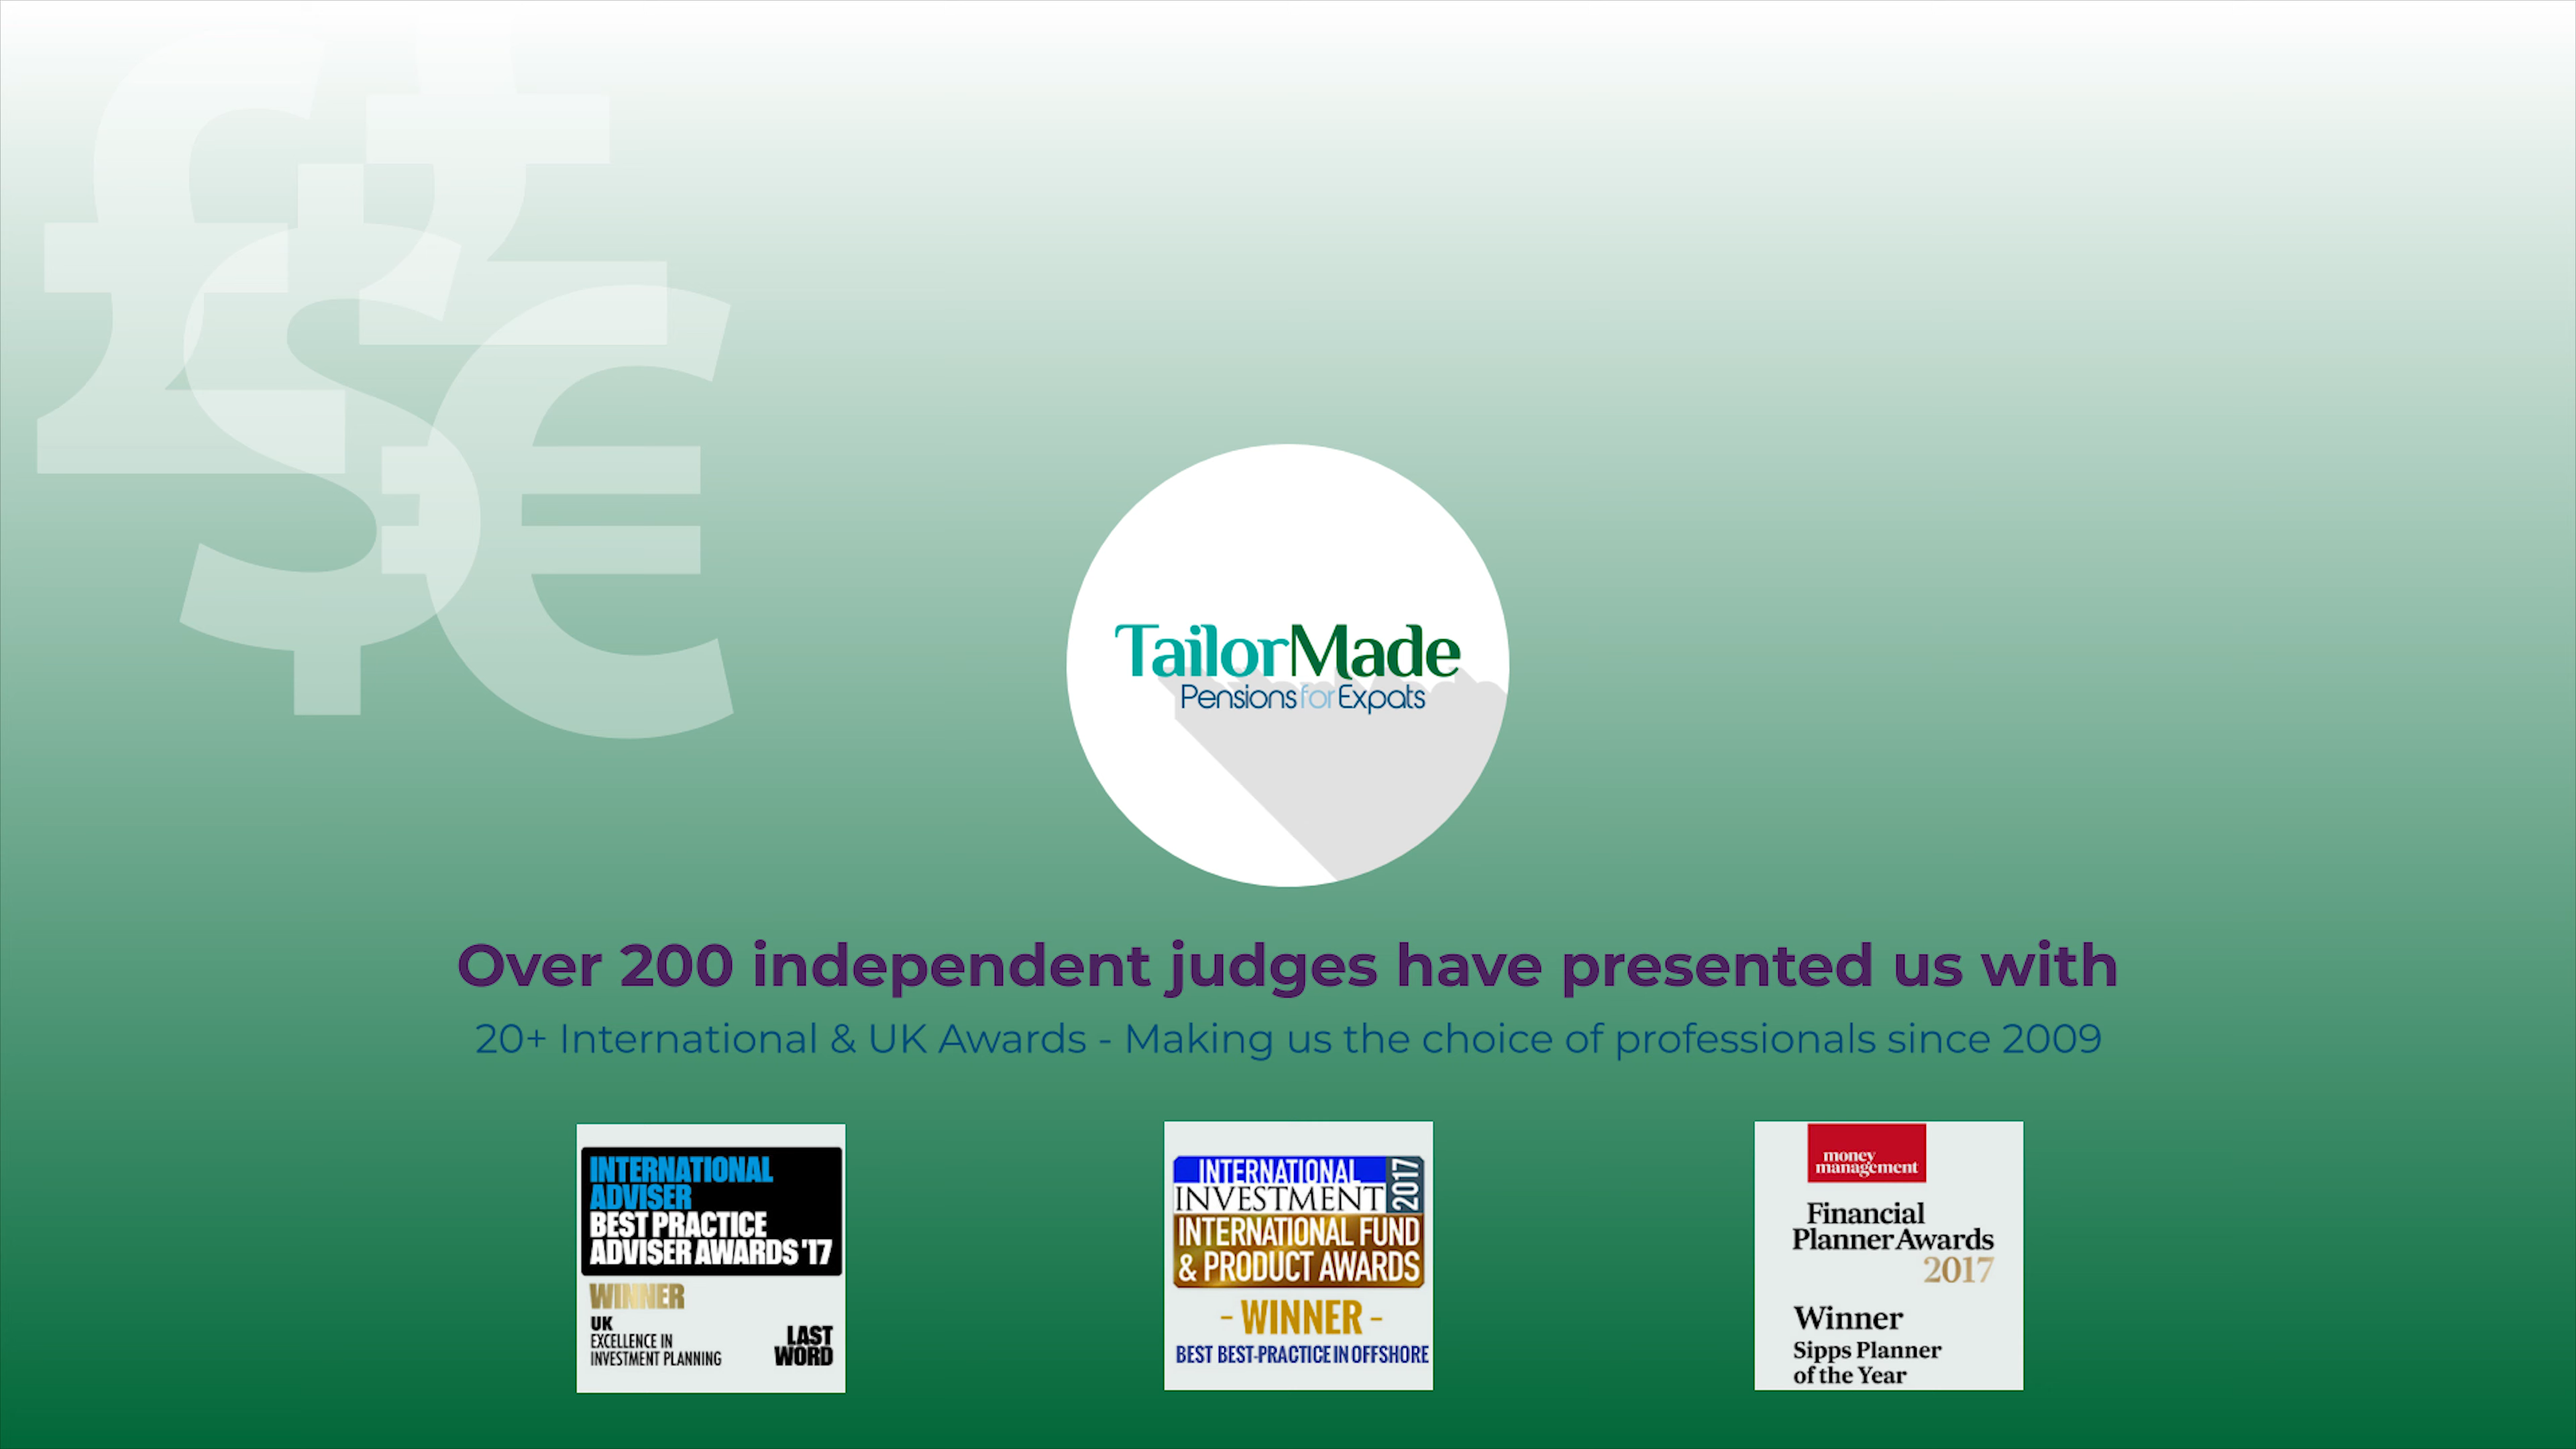 TailorMade
Pensions for Expats
Over 200 independent judges have presented us with
20+ International & UK Awards - Making us the choice of professionals since 2009
INTERNATIONAL
ADVISER
BEST PRACTICE
ADVISER AWARDS '17
WINNER
UK
EXCELLENCE IN
INVESTMENT PLANNING
LAST
WORD
INTERNATIONAL
INVESTMENT
2017
INTERNATIONAL FUND
& PRODUCT AWARDS
- WINNER -
BEST BEST-PRACTICE IN OFFSHORE
money
management
Financial
Planner Awards
2017
Winner
Sipps Planner
of the Year